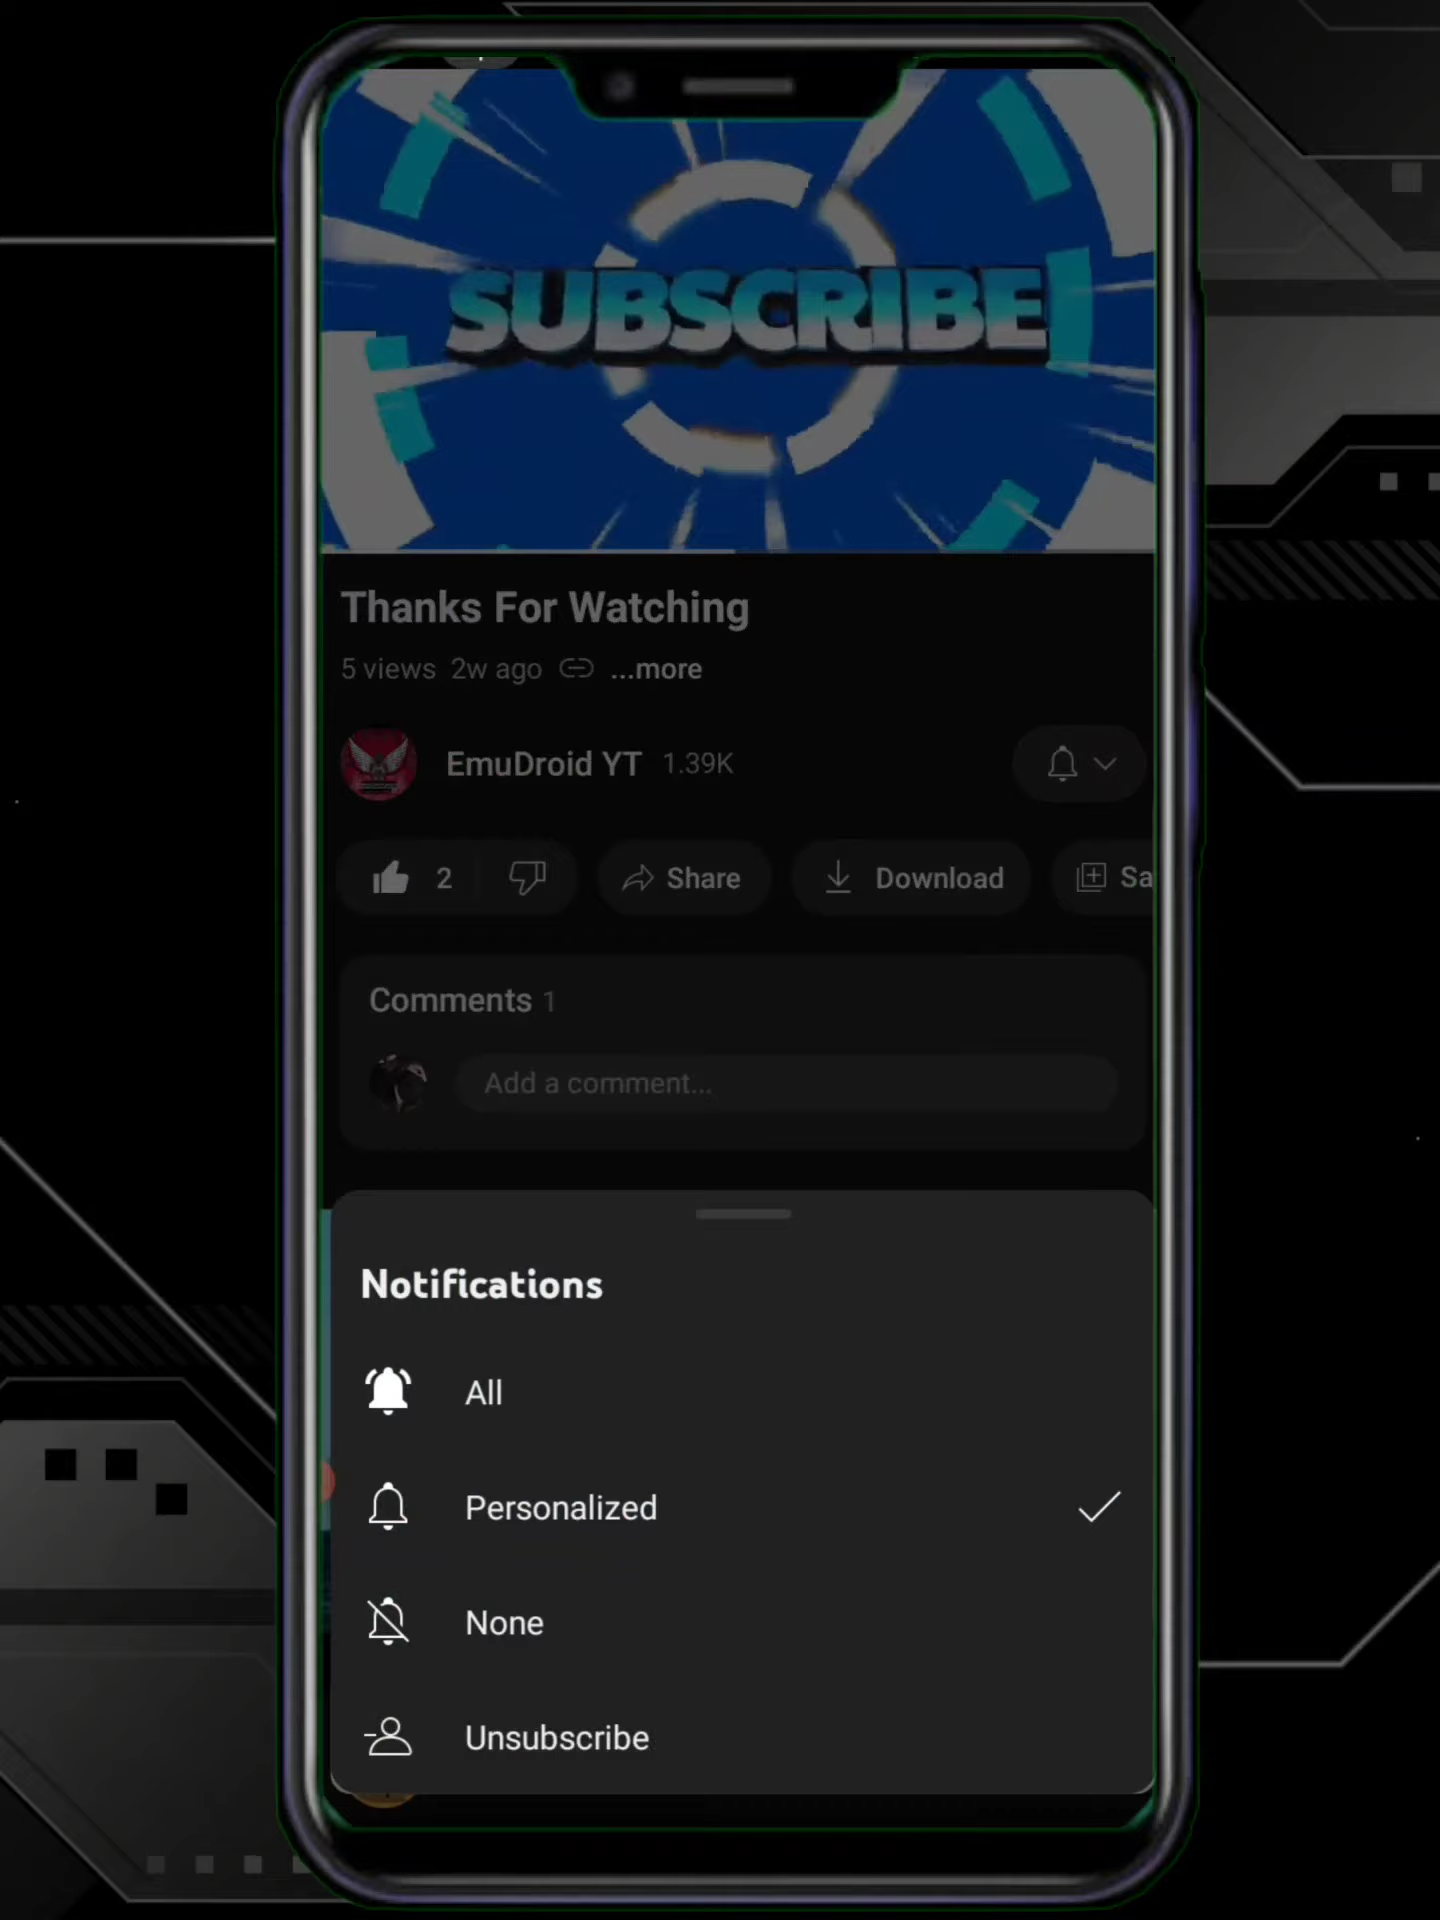 SUBSCRIBE
Thanks For Watching
5 views 2w ago ...more
EmuDroid YT 1.39K
2 Share Download Sa
Comments 1
Add a comment...
Notifications
All
Personalized
None
Unsubscribe